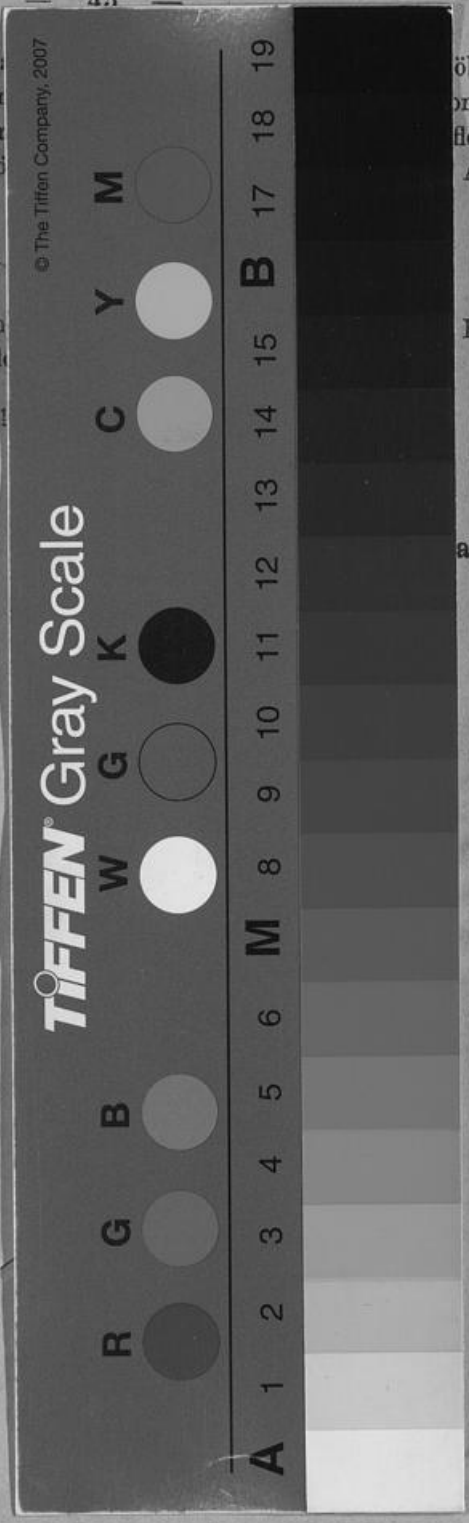 TIFFEN® Gray Scale
© The Tiffen Company, 2007
R G B W G K C Y M
A 1 2 3 4 5 6 M 8 9 10 11 12 13 14 15 B 17 18 19